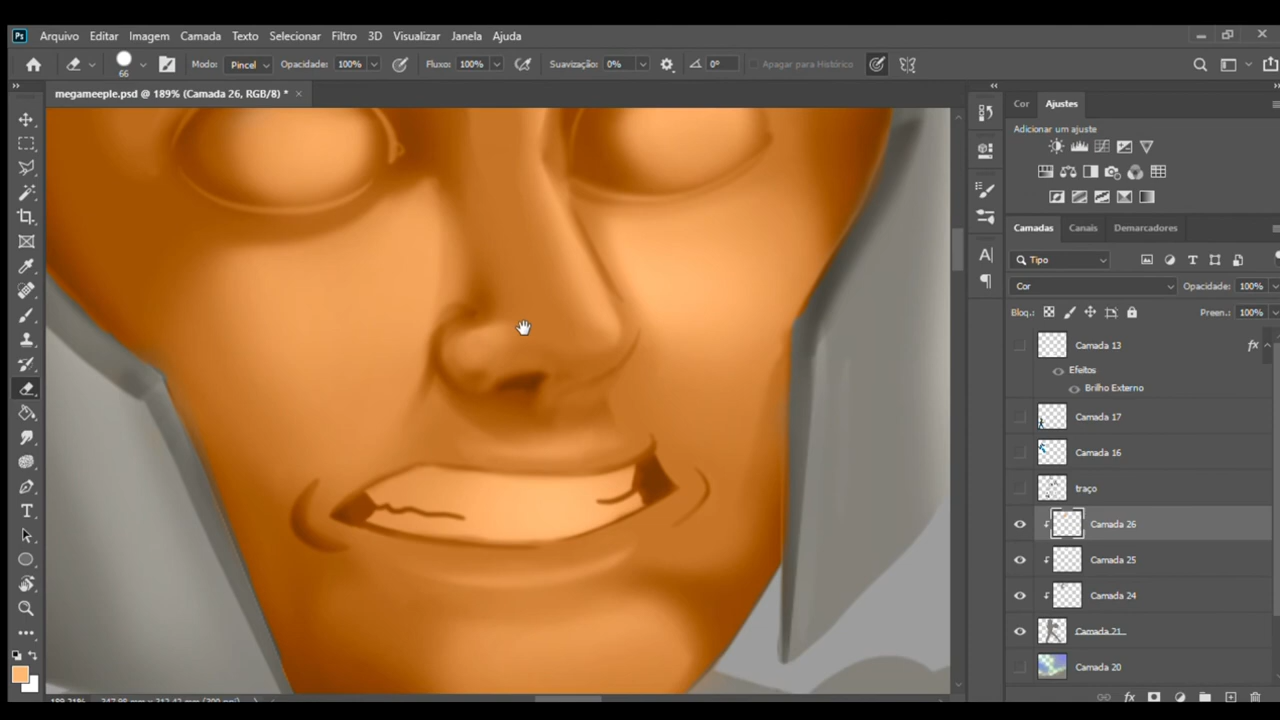 Ps Arquivo Editar Imagem Camada Texto Selecionar Filtro 3D Visualizar Janela Ajuda
66 Modo: Pincel Opacidade: 100% Fluxo: 100% Suavização: 0% 0° Apagar para Histórico
megameeple.psd @ 189% (Camada 26, RGB/8) * ×
Cor Ajustes
Adicionar um ajuste
Camadas Canais Demarcadores
Tipo
Cor Opacidade: 100%
Bloq.: Preen.: 100%
Camada 13 fx
Efeitos
Brilho Externo
Camada 17
Camada 16
traço
Camada 26
Camada 25
Camada 24
Camada 21
Camada 20